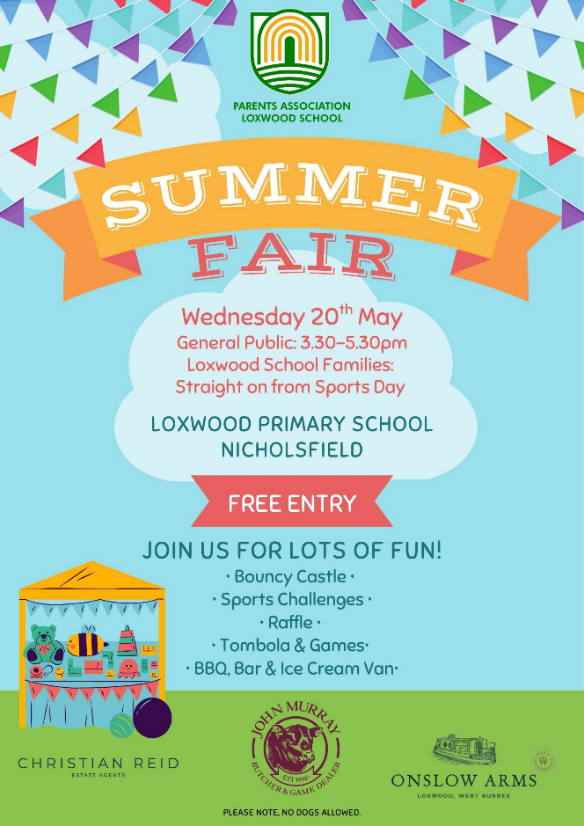 PARENTS ASSOCIATION
LOXWOOD SCHOOL
SUMMER
FAIR
Wednesday 20th May
General Public: 3.30-5.30pm
Loxwood School Families:
Straight on from Sports Day
LOXWOOD PRIMARY SCHOOL
NICHOLSFIELD
FREE ENTRY
JOIN US FOR LOTS OF FUN!
· Bouncy Castle ·
· Sports Challenges ·
· Raffle ·
· Tombola & Games·
· BBQ, Bar & Ice Cream Van·
CHRISTIAN REID
ESTATE AGENTS
JOHN MURRAY
·EST 1986·
BUTCHER & GAME DEALER
ONSLOW ARMS
LOXWOOD, WEST SUSSEX
PLEASE NOTE, NO DOGS ALLOWED.